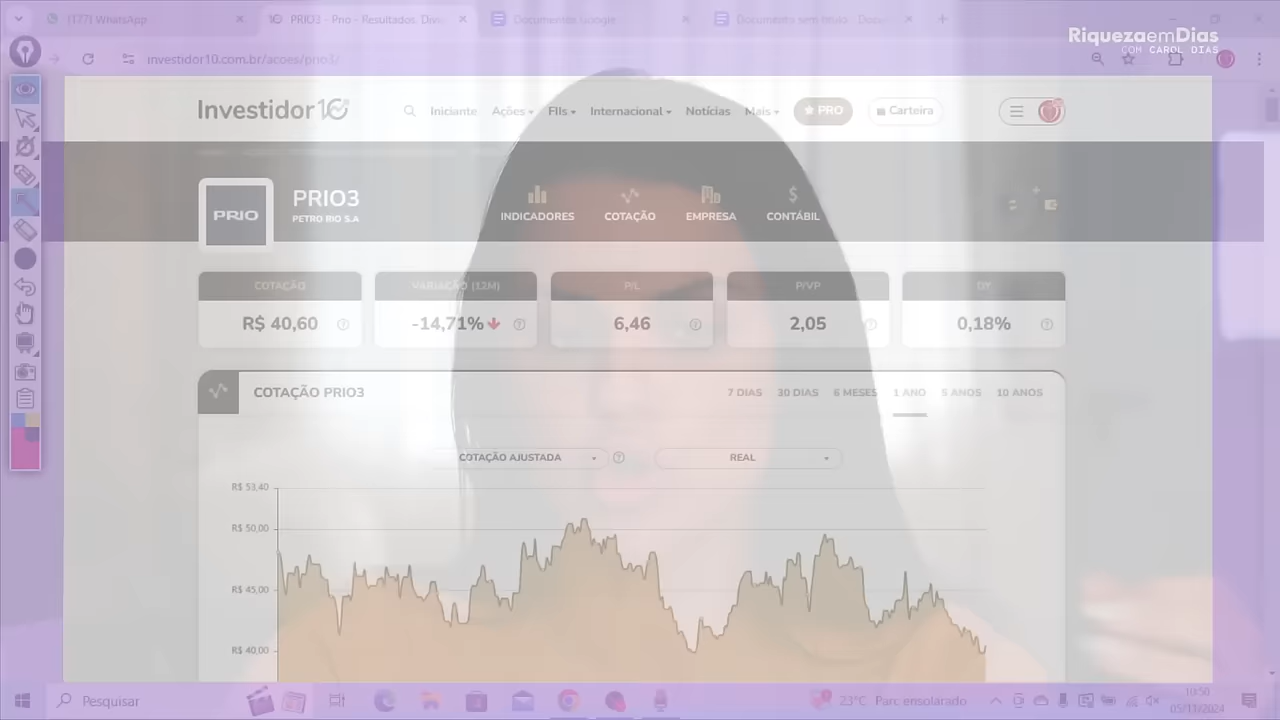 (177) WhatsApp
PRIO3 - Prio - Resultados, Divi
Documentos Google
Documento sem título - Docu
RiquezaemDias
COM CAROL DIAS
investidor10.com.br/acoes/prio3/
Investidor10
Iniciante
Ações
FIIs
Internacional
Notícias
Mais
PRO
Carteira
PRIO
PRIO3
PETRO RIO S.A
INDICADORES
COTAÇÃO
EMPRESA
CONTÁBIL
COTAÇÃO
VARIAÇÃO (12M)
P/L
P/VP
DY
R$ 40,60
-14,71%
6,46
2,05
0,18%
COTAÇÃO PRIO3
7 DIAS
30 DIAS
6 MESES
1 ANO
5 ANOS
10 ANOS
COTAÇÃO AJUSTADA
REAL
R$ 53,40
R$ 50,00
R$ 45,00
R$ 40,00
Pesquisar
23°C Parc ensolarado
10:50
05/11/2024